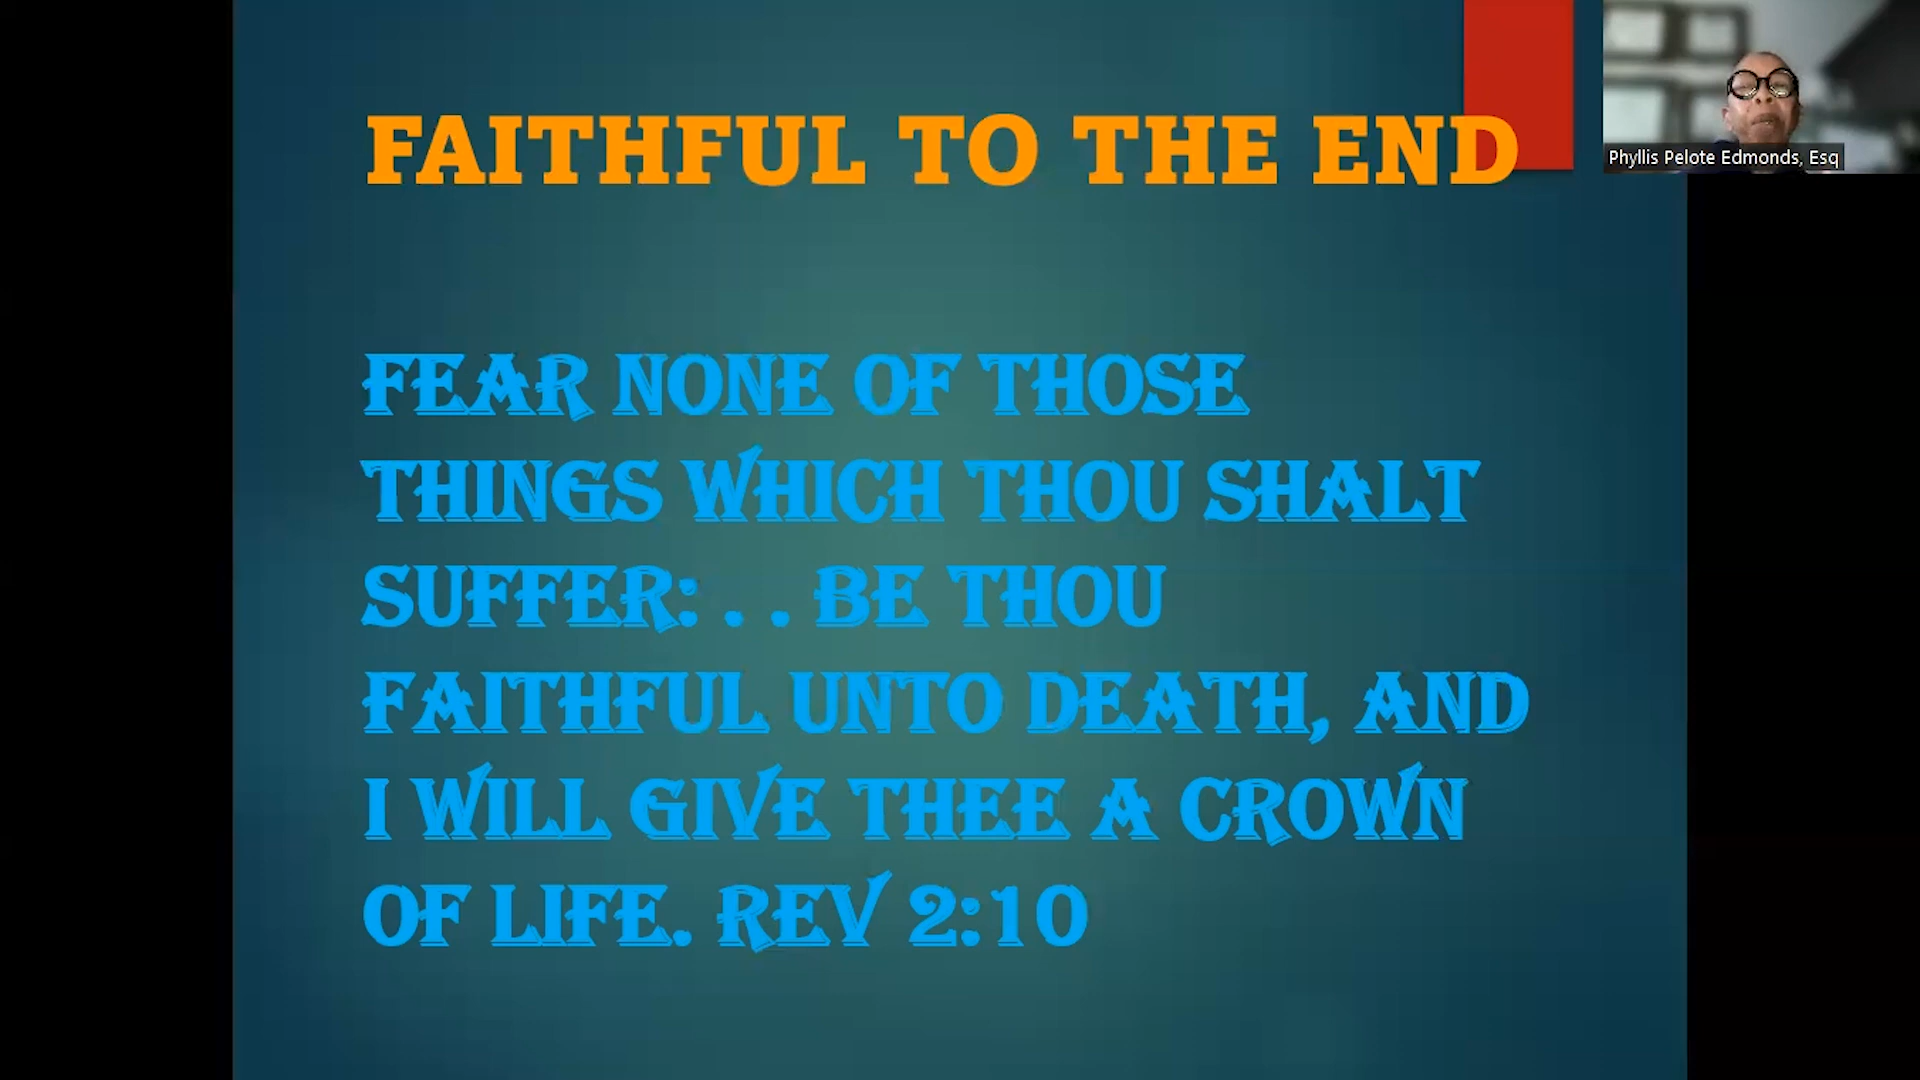 FAITHFUL TO THE END
Phyllis Pelote Edmonds, Esq
FEAR NONE OF THOSE
THINGS WHICH THOU SHALT
SUFFER: . . BE THOU
FAITHFUL UNTO DEATH, AND
I WILL GIVE THEE A CROWN
OF LIFE. REV 2:10